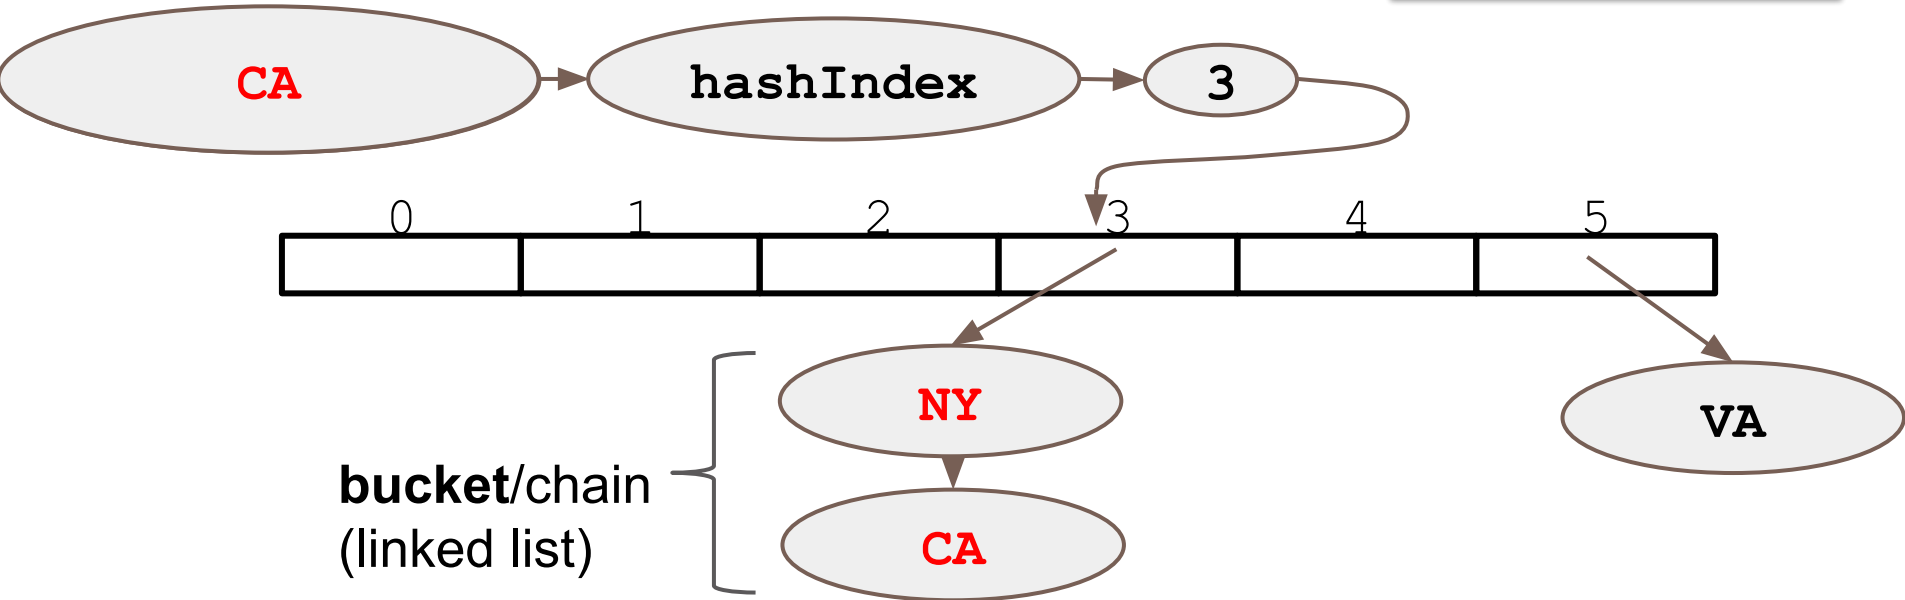 CA hashIndex 3
0 1 2 3 4 5
NY
VA
bucket/chain
(linked list)
CA